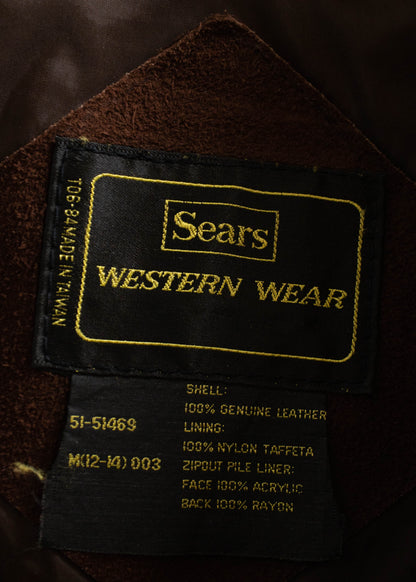 Sears
WESTERN WEAR
T06-84 MADE IN TAIWAN
SHELL:
100% GENUINE LEATHER
51-51469
LINING:
100% NYLON TAFFETA
M(12-14) 003
ZIPOUT PILE LINER:
FACE 100% ACRYLIC
BACK 100% RAYON